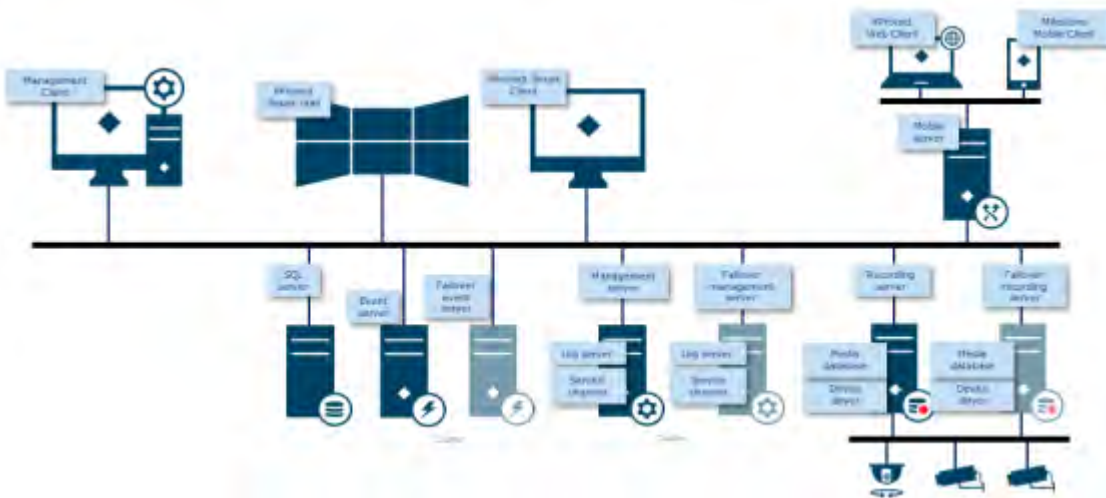 XProtect
Web Client
Milestone
Mobile Client
Management
Client
XProtect
Smart Wall
XProtect Smart
Client
Mobile
server
SQL
server
Event
server
Failover
event
server
Management
server
Failover
management
server
Recording
server
Failover
recording
server
Log server
Service
channel
Log server
Service
channel
Media
database
Device
driver
Media
database
Device
driver